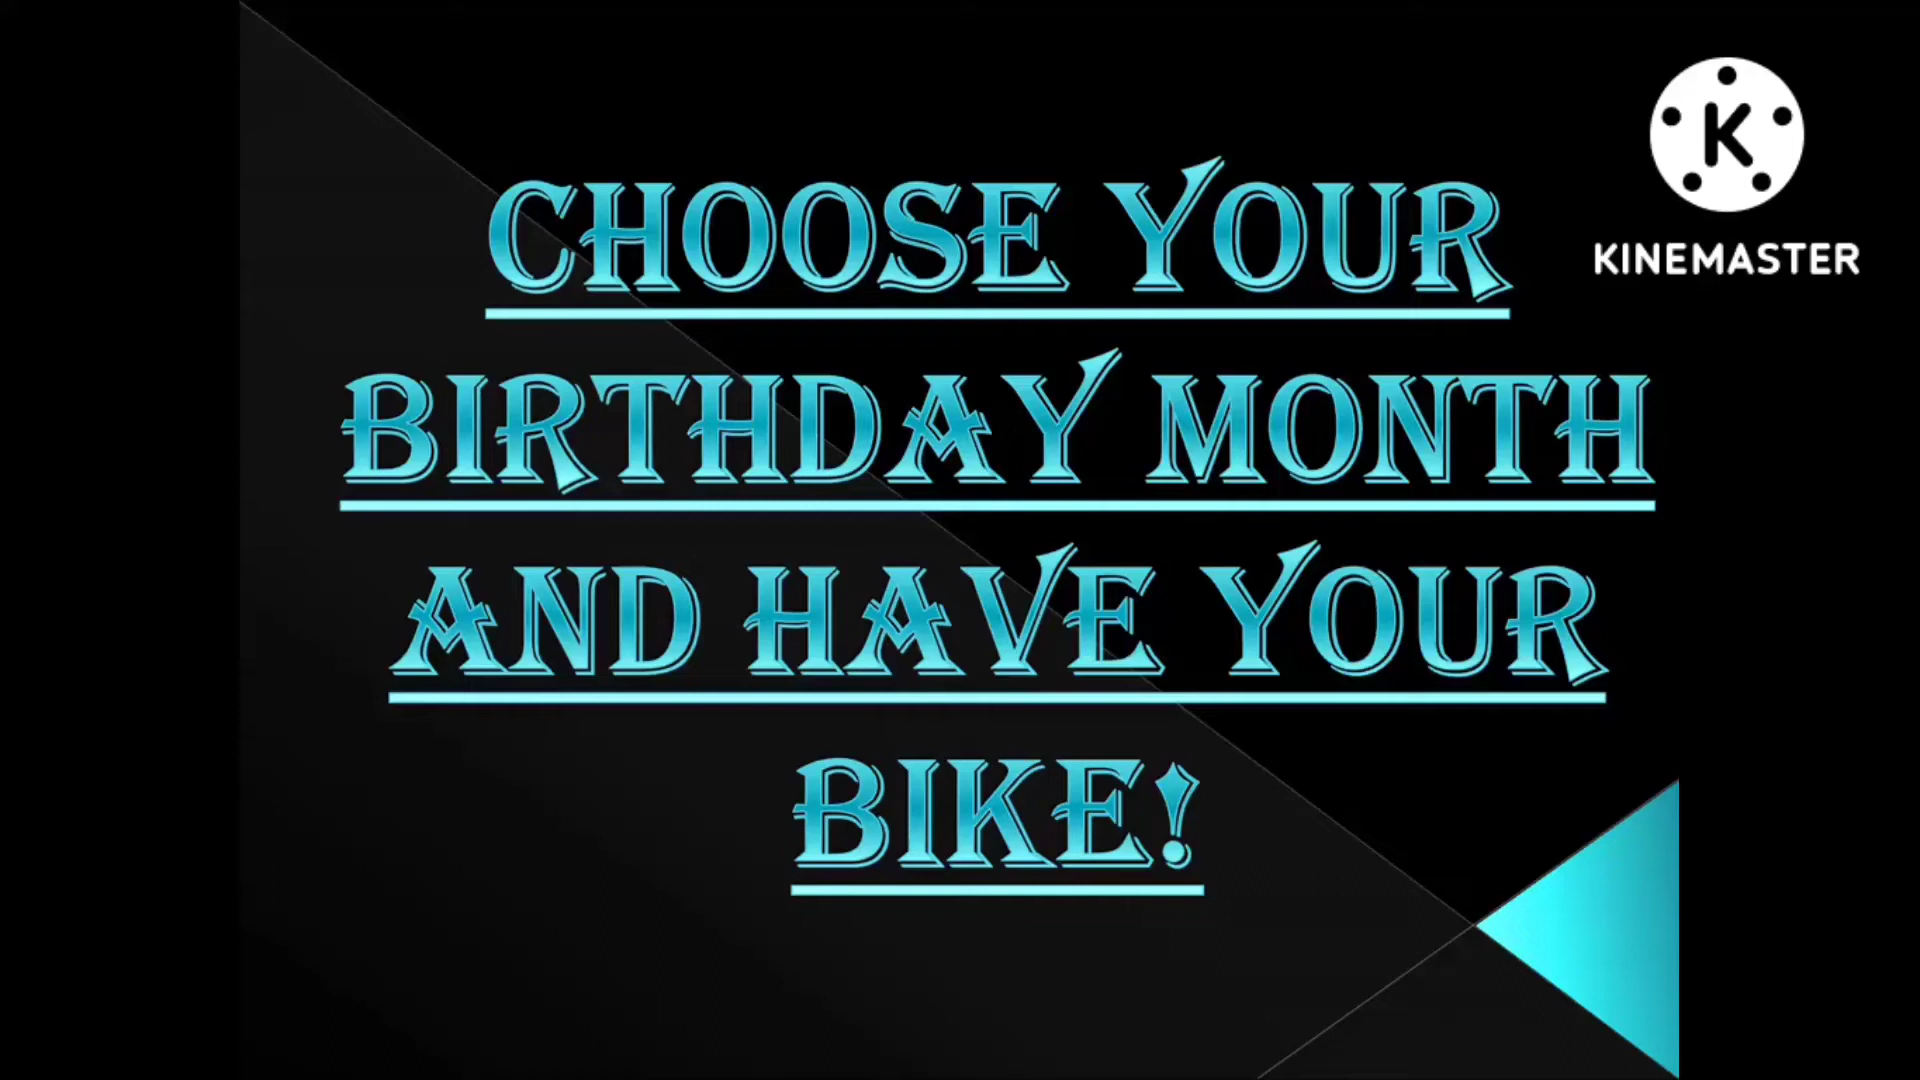 CHOOSE YOUR
BIRTHDAY MONTH
AND HAVE YOUR
BIKE!
K
KINEMASTER